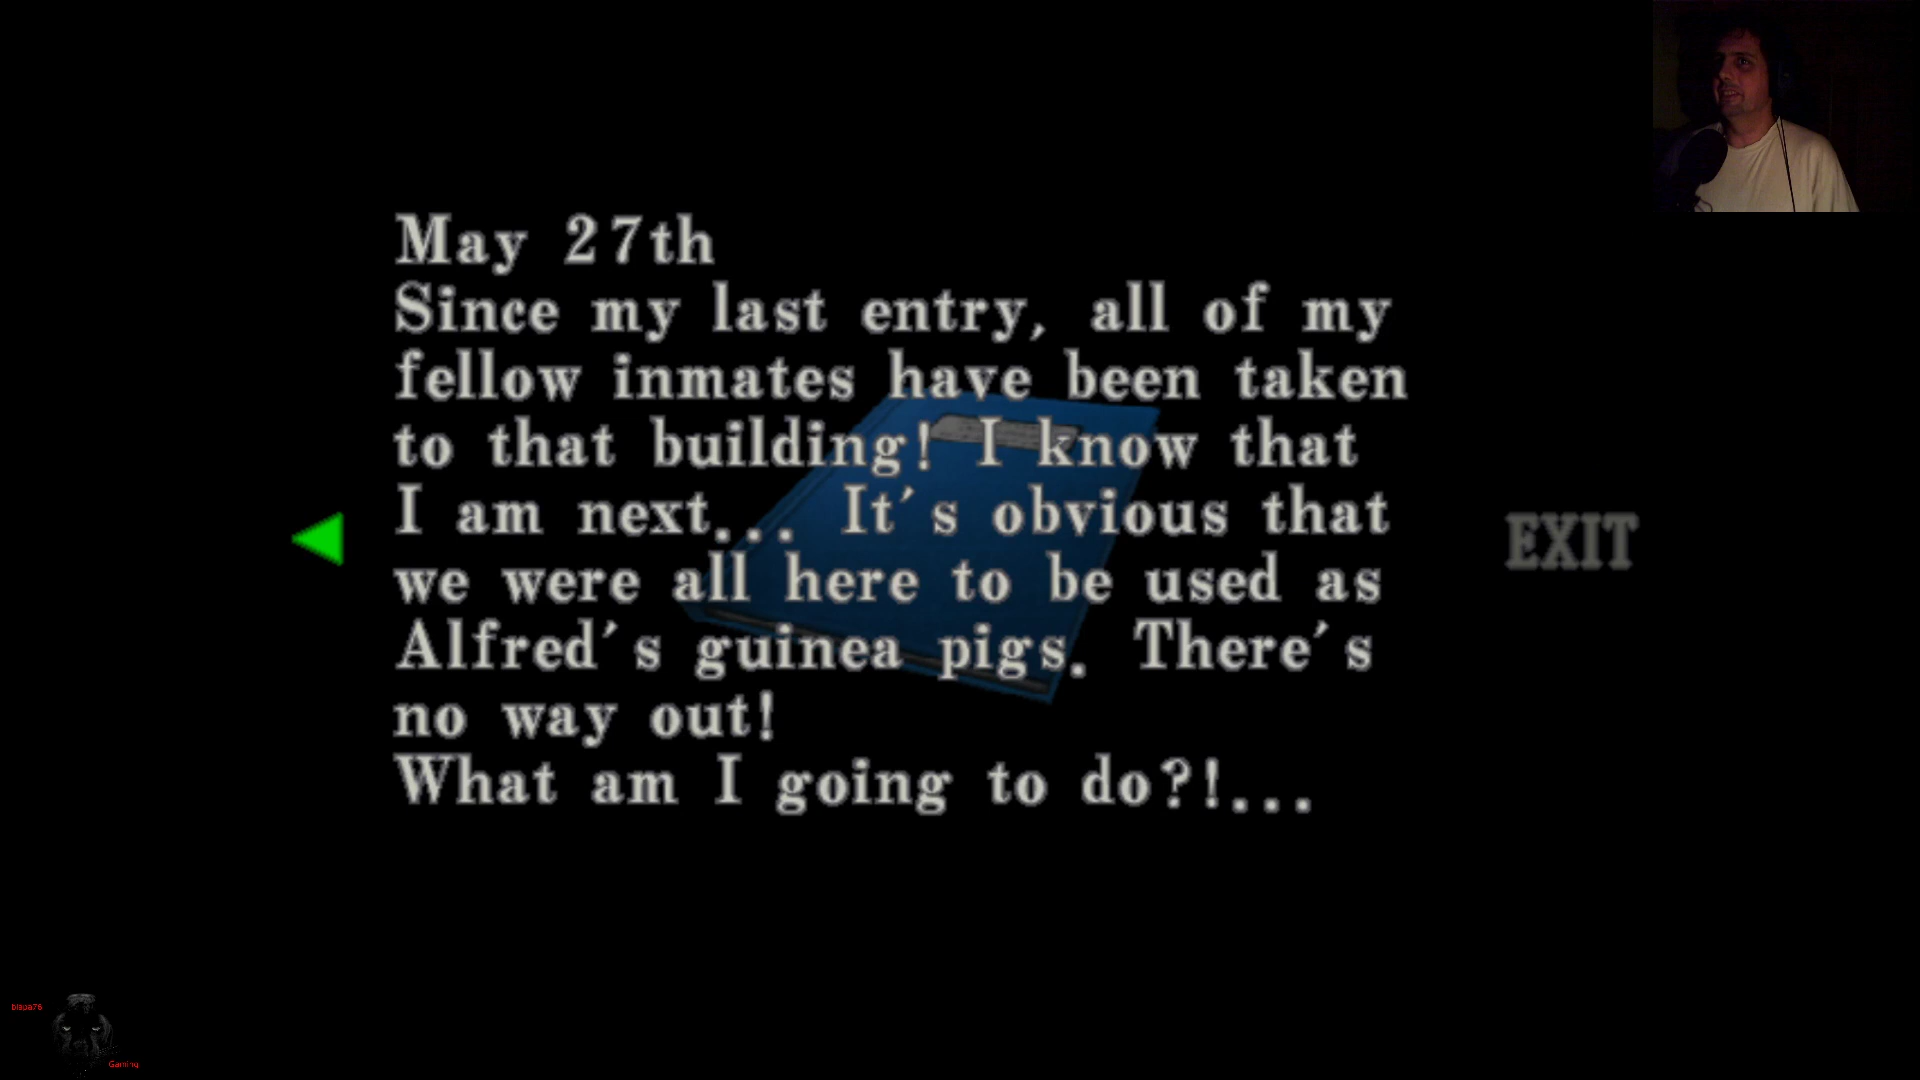 May 27th
Since my last entry, all of my
fellow inmates have been taken
to that building! I know that
I am next... It's obvious that
we were all here to be used as
Alfred's guinea pigs. There's
no way out!
What am I going to do?!...
EXIT
bispa76
Gaming